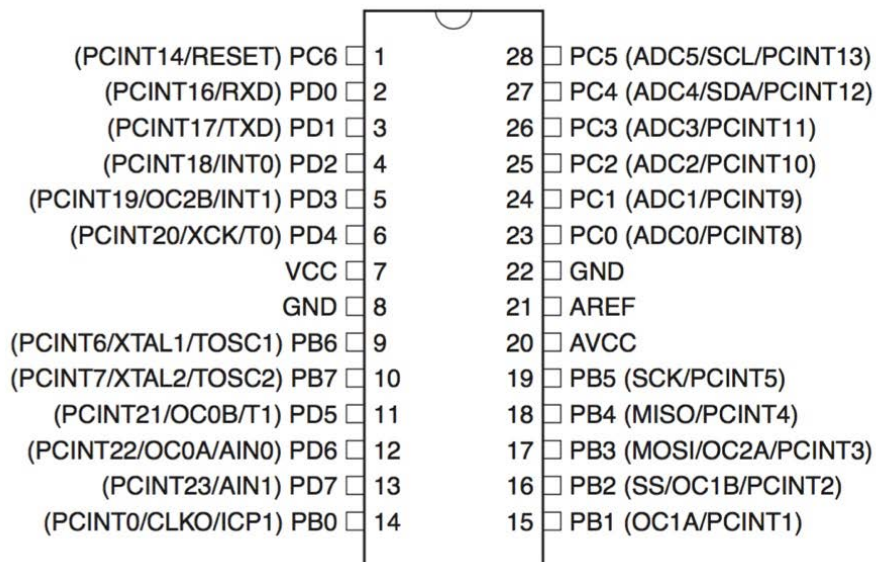 (PCINT14/RESET) PC6 1 28 PC5 (ADC5/SCL/PCINT13)
(PCINT16/RXD) PD0 2 27 PC4 (ADC4/SDA/PCINT12)
(PCINT17/TXD) PD1 3 26 PC3 (ADC3/PCINT11)
(PCINT18/INT0) PD2 4 25 PC2 (ADC2/PCINT10)
(PCINT19/OC2B/INT1) PD3 5 24 PC1 (ADC1/PCINT9)
(PCINT20/XCK/T0) PD4 6 23 PC0 (ADC0/PCINT8)
VCC 7 22 GND
GND 8 21 AREF
(PCINT6/XTAL1/TOSC1) PB6 9 20 AVCC
(PCINT7/XTAL2/TOSC2) PB7 10 19 PB5 (SCK/PCINT5)
(PCINT21/OC0B/T1) PD5 11 18 PB4 (MISO/PCINT4)
(PCINT22/OC0A/AIN0) PD6 12 17 PB3 (MOSI/OC2A/PCINT3)
(PCINT23/AIN1) PD7 13 16 PB2 (SS/OC1B/PCINT2)
(PCINT0/CLKO/ICP1) PB0 14 15 PB1 (OC1A/PCINT1)